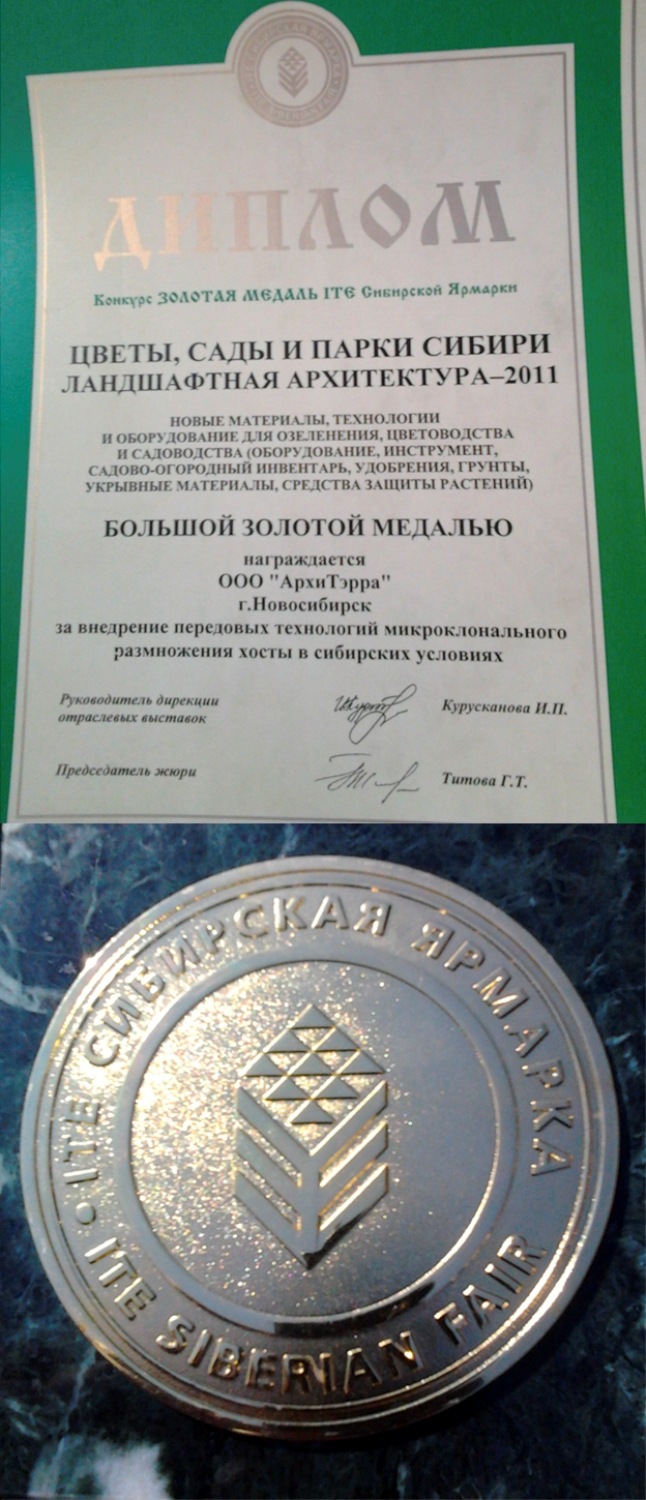 ДИПЛОМ
Конкурс ЗОЛОТАЯ МЕДАЛЬ ITE Сибирской Ярмарки
ЦВЕТЫ, САДЫ И ПАРКИ СИБИРИ
ЛАНДШАФТНАЯ АРХИТЕКТУРА–2011
НОВЫЕ МАТЕРИАЛЫ, ТЕХНОЛОГИИ
И ОБОРУДОВАНИЕ ДЛЯ ОЗЕЛЕНЕНИЯ, ЦВЕТОВОДСТВА
И САДОВОДСТВА (ОБОРУДОВАНИЕ, ИНСТРУМЕНТ,
САДОВО-ОГОРОДНЫЙ ИНВЕНТАРЬ, УДОБРЕНИЯ, ГРУНТЫ,
УКРЫВНЫЕ МАТЕРИАЛЫ, СРЕДСТВА ЗАЩИТЫ РАСТЕНИЙ)
БОЛЬШОЙ ЗОЛОТОЙ МЕДАЛЬЮ
награждается
ООО "АрхиТэрра"
г.Новосибирск
за внедрение передовых технологий микроклонального
размножения хосты в сибирских условиях
Руководитель дирекции
отраслевых выставок
Курусканова И.П.
Председатель жюри
Титова Г.Т.
ITE СИБИРСКАЯ ЯРМАРКА
ITE SIBERIAN FAIR